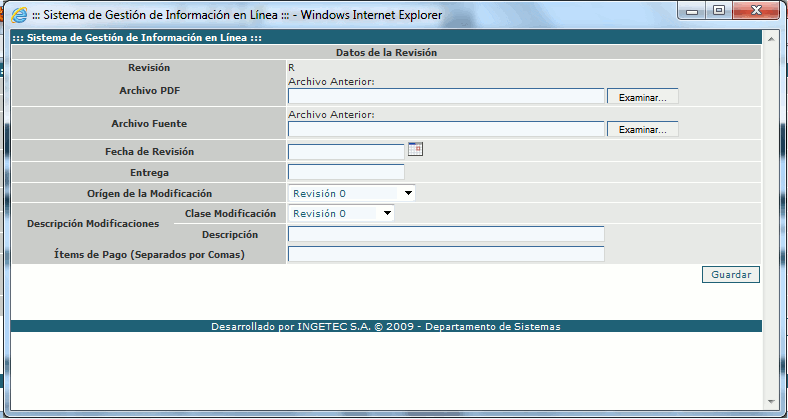 ::: Sistema de Gestión de Información en Línea ::: - Windows Internet Explorer
::: Sistema de Gestión de Información en Línea :::
Datos de la Revisión
Revisión R
Archivo PDF Archivo Anterior:
Examinar...
Archivo Fuente Archivo Anterior:
Examinar...
Fecha de Revisión
Entrega
Orígen de la Modificación Revisión 0
Descripción Modificaciones Clase Modificación Revisión 0
Descripción
Ítems de Pago (Separados por Comas)
Guardar
Desarrollado por INGETEC S.A. © 2009 - Departamento de Sistemas